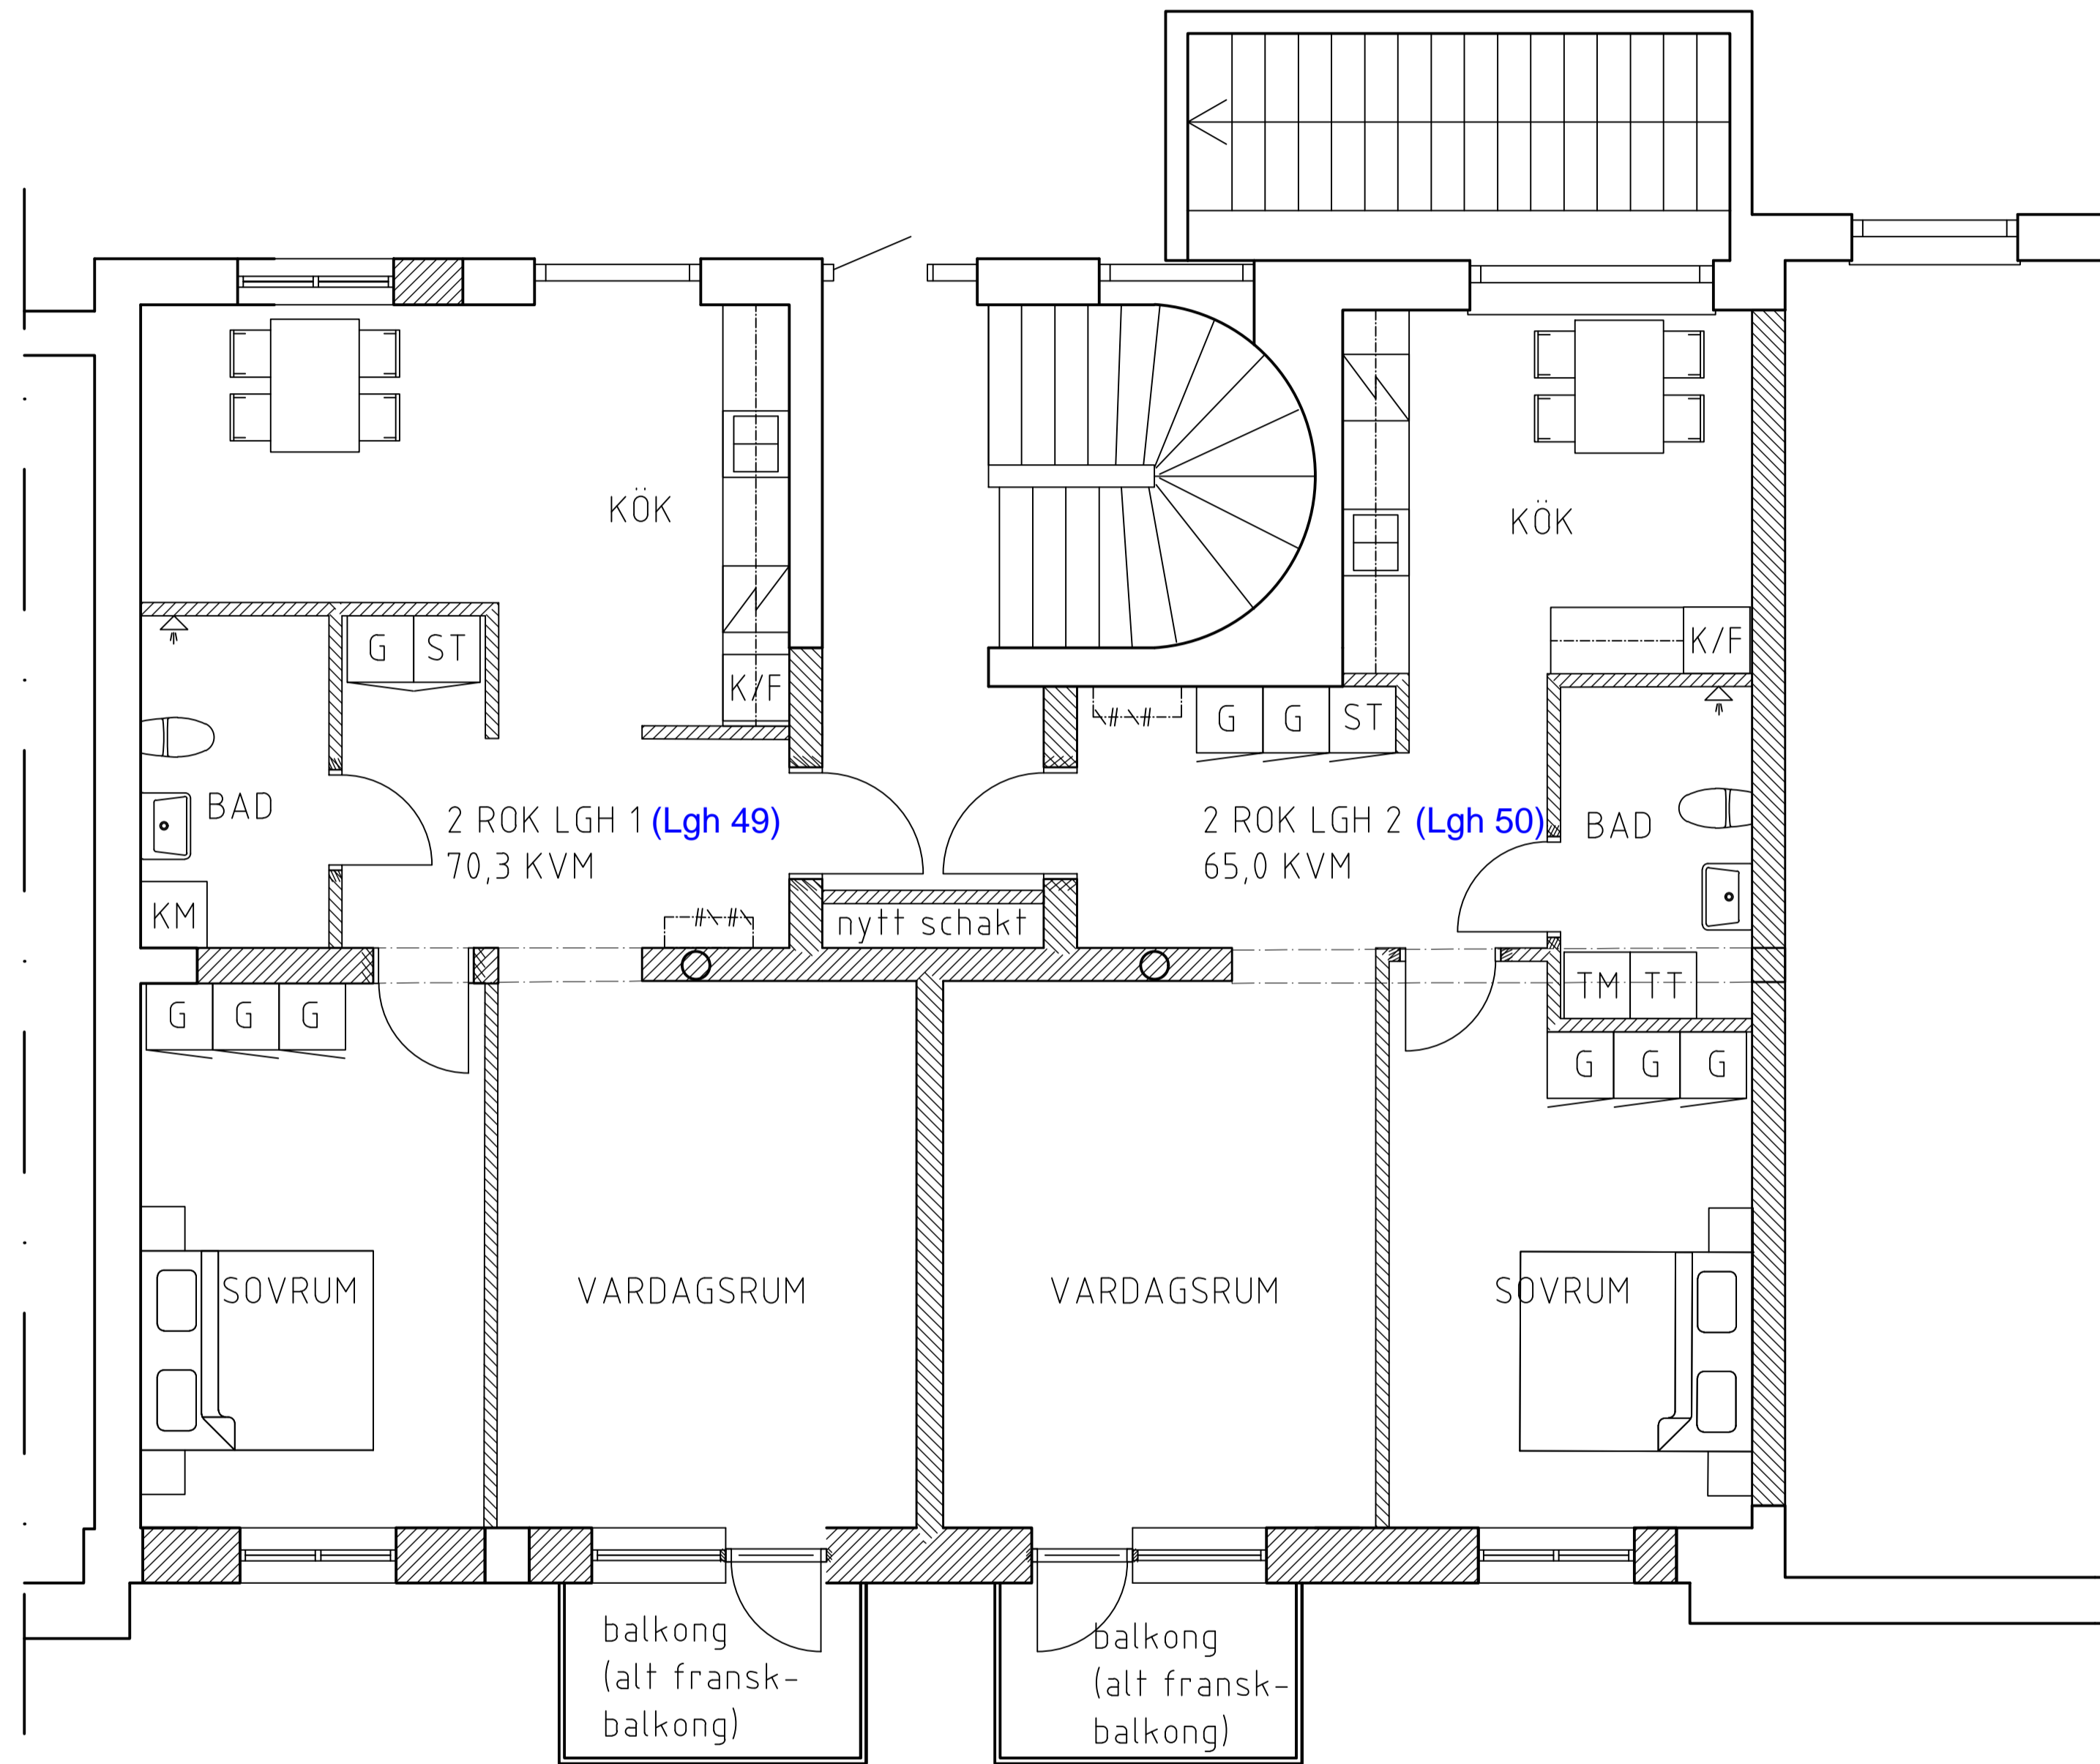 KÖK
KÖK
G ST
K/F
K/F
G G ST
BAD
2 ROK LGH 1 (Lgh 49)
70,3 KVM
2 ROK LGH 2 (Lgh 50)
65,0 KVM
BAD
KM
nytt schakt
TM TT
G G G
G G G
SOVRUM
VARDAGSRUM
VARDAGSRUM
SOVRUM
balkong
(alt fransk-
balkong)
balkong
(alt fransk-
balkong)